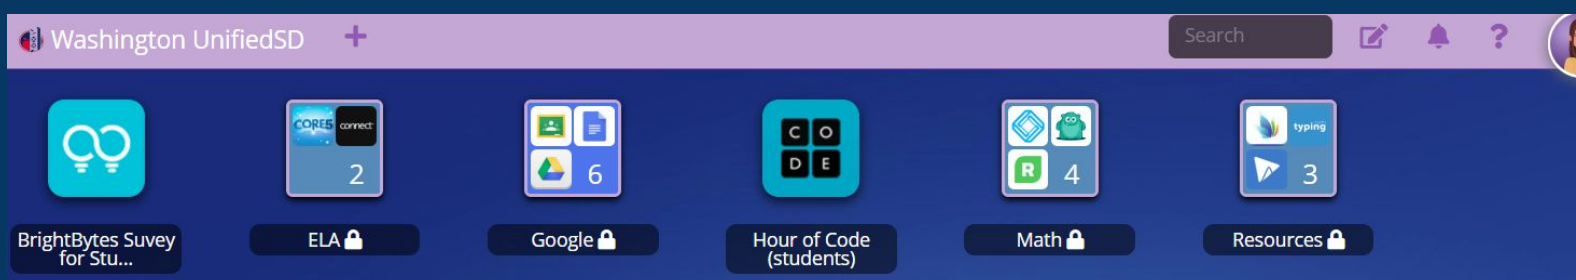 Washington UnifiedSD +
Search
?
CORE5 connect
2
6
C O
D E
R 4
typing
3
BrightBytes Suvey
for Stu...
ELA
Google
Hour of Code
(students)
Math
Resources